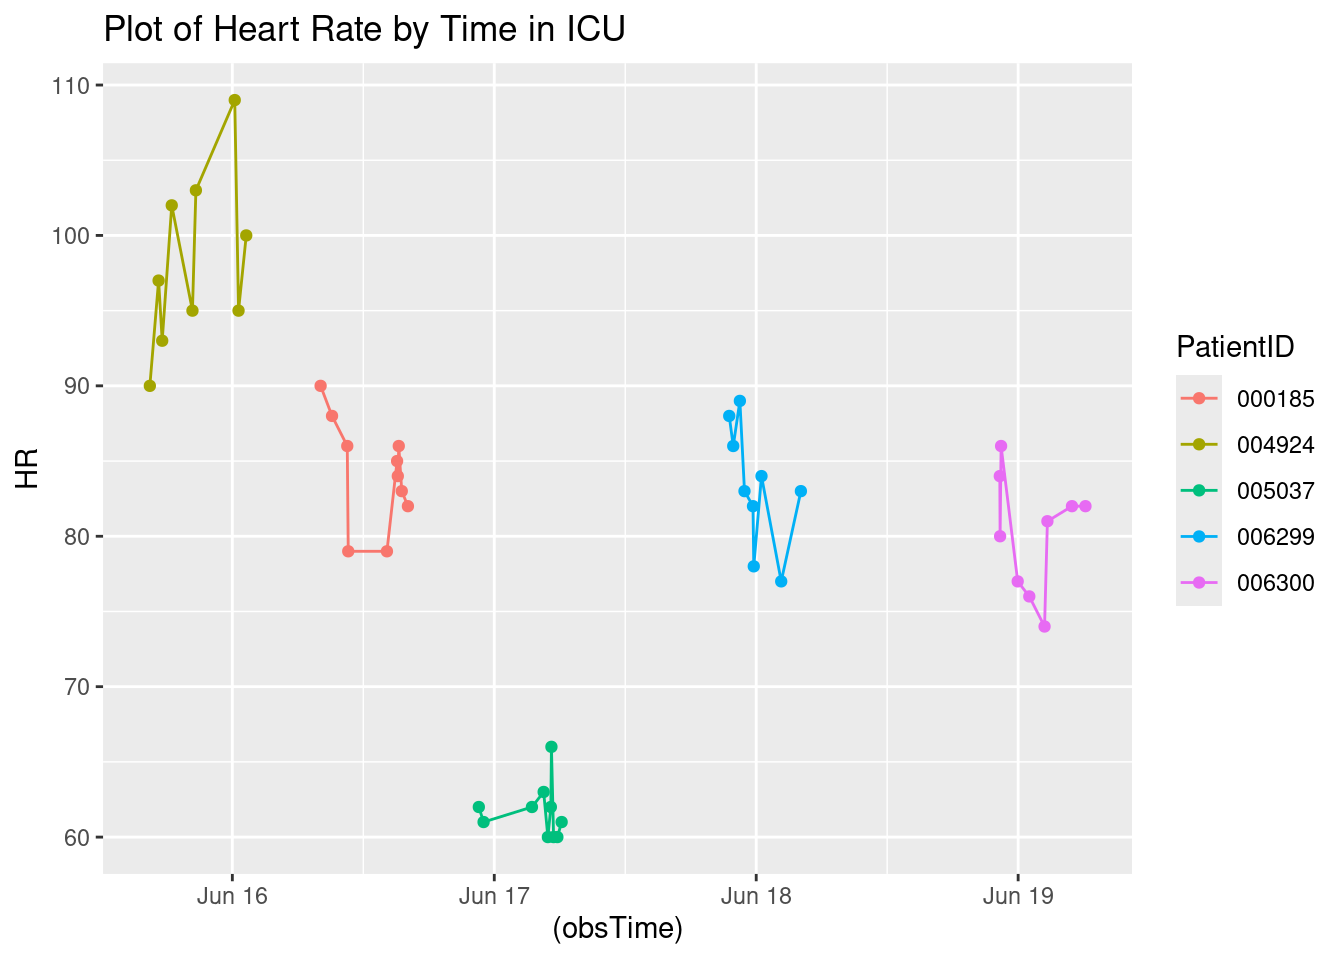 Plot of Heart Rate by Time in ICU
110
100
90
80
70
60
HR
Jun 16
Jun 17
Jun 18
Jun 19
(obsTime)
PatientID
000185
004924
005037
006299
006300